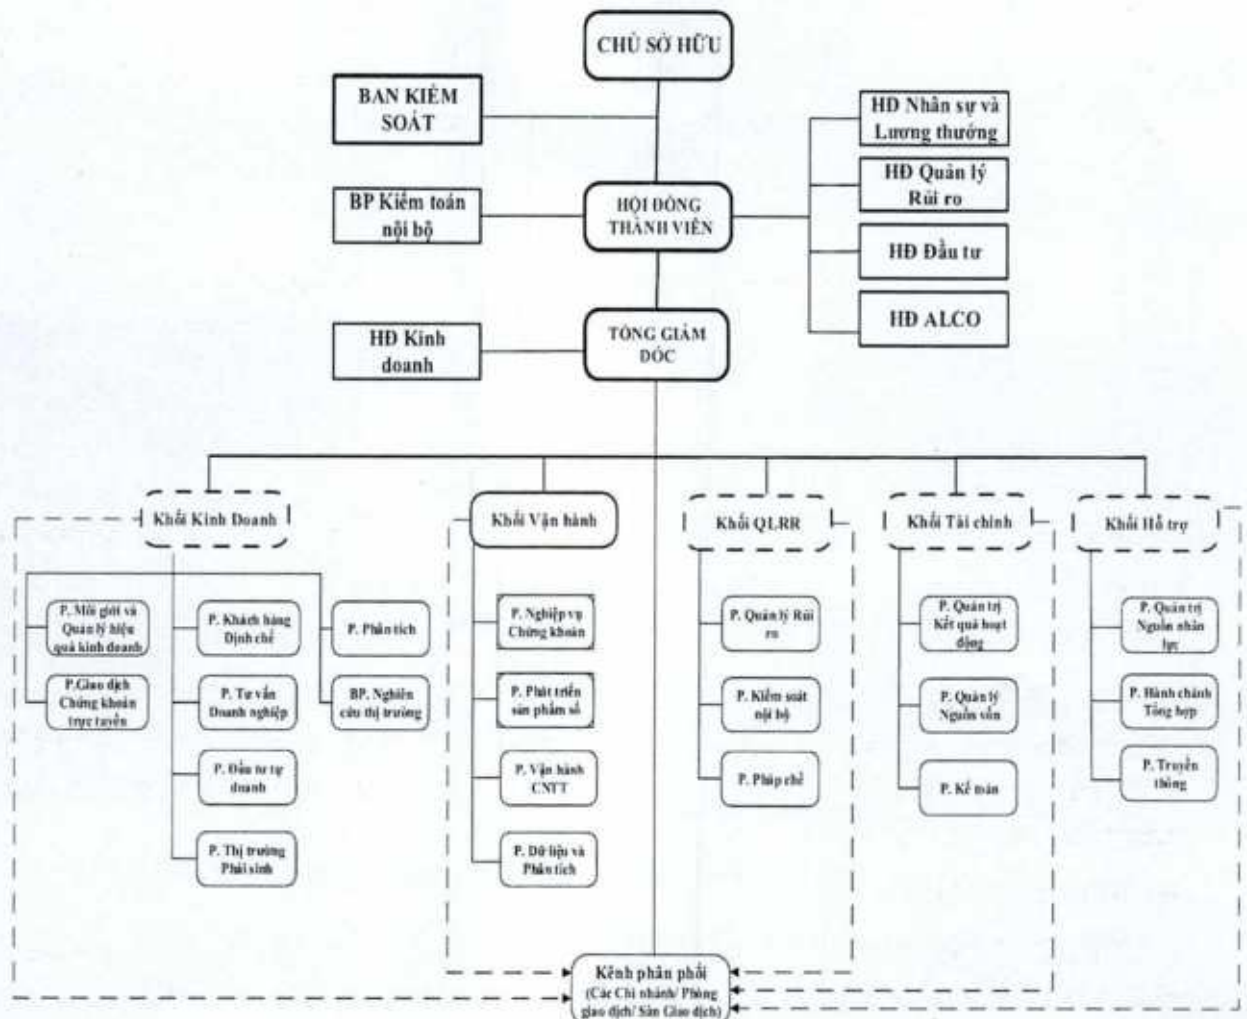 CHỦ SỞ HỮU
BAN KIỂM
SOÁT
HĐ Nhân sự và
Lương thưởng
HĐ Quản lý
Rủi ro
BP Kiểm toán
nội bộ
HỘI ĐỒNG
THÀNH VIÊN
HĐ Đầu tư
HĐ ALCO
HĐ Kinh
doanh
TỔNG GIÁM
ĐỐC
Khối Kinh Doanh
Khối Vận hành
Khối QLRR
Khối Tài chính
Khối Hỗ trợ
P. Môi giới và
Quản lý hiệu
quả kinh doanh
P.Giao dịch
Chứng khoán
trực tuyến
P. Khách hàng
Định chế
P. Tư vấn
Doanh nghiệp
P. Đầu tư tự
doanh
P. Thị trường
Phái sinh
P. Phân tích
BP. Nghiên
cứu thị trường
P. Nghiệp vụ
Chứng khoán
P. Phát triển
sản phẩm số
P. Vận hành
CNTT
P. Dữ liệu và
Phân tích
P. Quản lý Rủi
ro
P. Kiểm soát
nội bộ
P. Pháp chế
P. Quản trị
Kết quả hoạt
động
P. Quản lý
Nguồn vốn
P. Kế toán
P. Quản trị
Nguồn nhân
lực
P. Hành chánh
Tổng hợp
P. Truyền
thông
Kênh phân phối
(Các Chi nhánh/ Phòng
giao dịch/ Sàn Giao dịch)